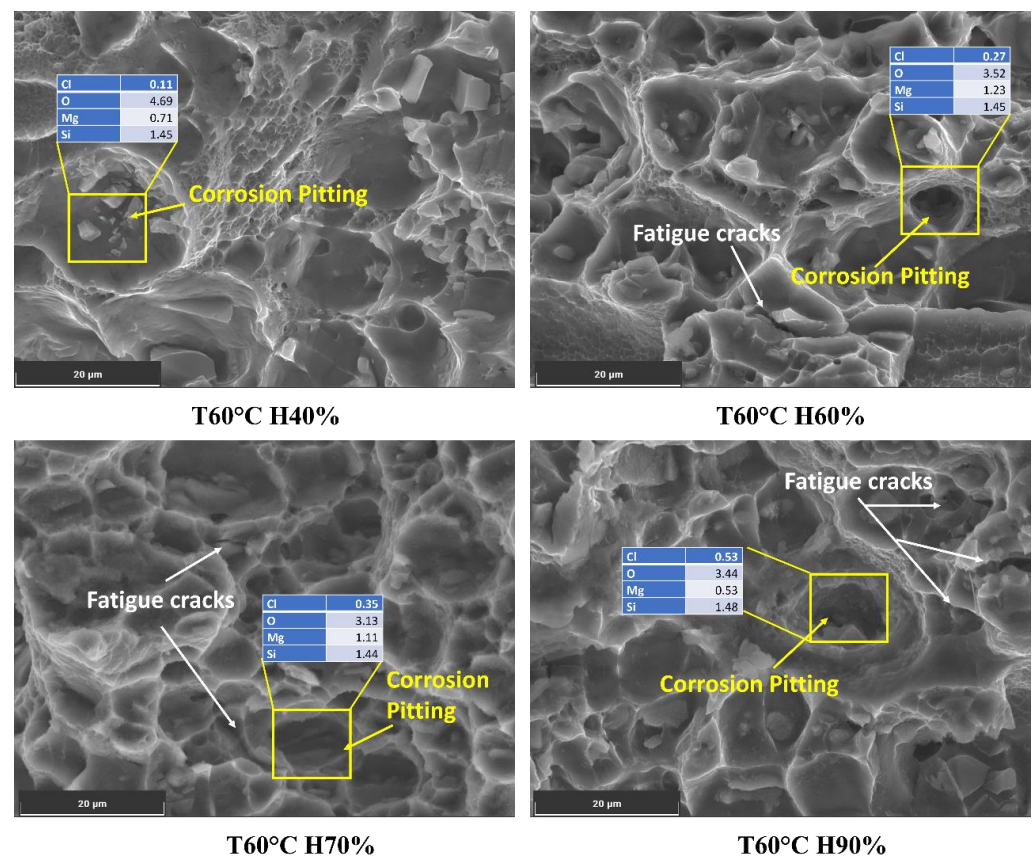 Cl 0.11
O 4.69
Mg 0.71
Si 1.45
Corrosion Pitting
20 μm
T60°C H40%
Cl 0.27
O 3.52
Mg 1.23
Si 1.45
Fatigue cracks
Corrosion Pitting
20 μm
T60°C H60%
Fatigue cracks
Cl 0.35
O 3.13
Mg 1.11
Si 1.44
Corrosion
Pitting
20 μm
T60°C H70%
Fatigue cracks
Cl 0.53
O 3.44
Mg 0.53
Si 1.48
Corrosion Pitting
20 μm
T60°C H90%